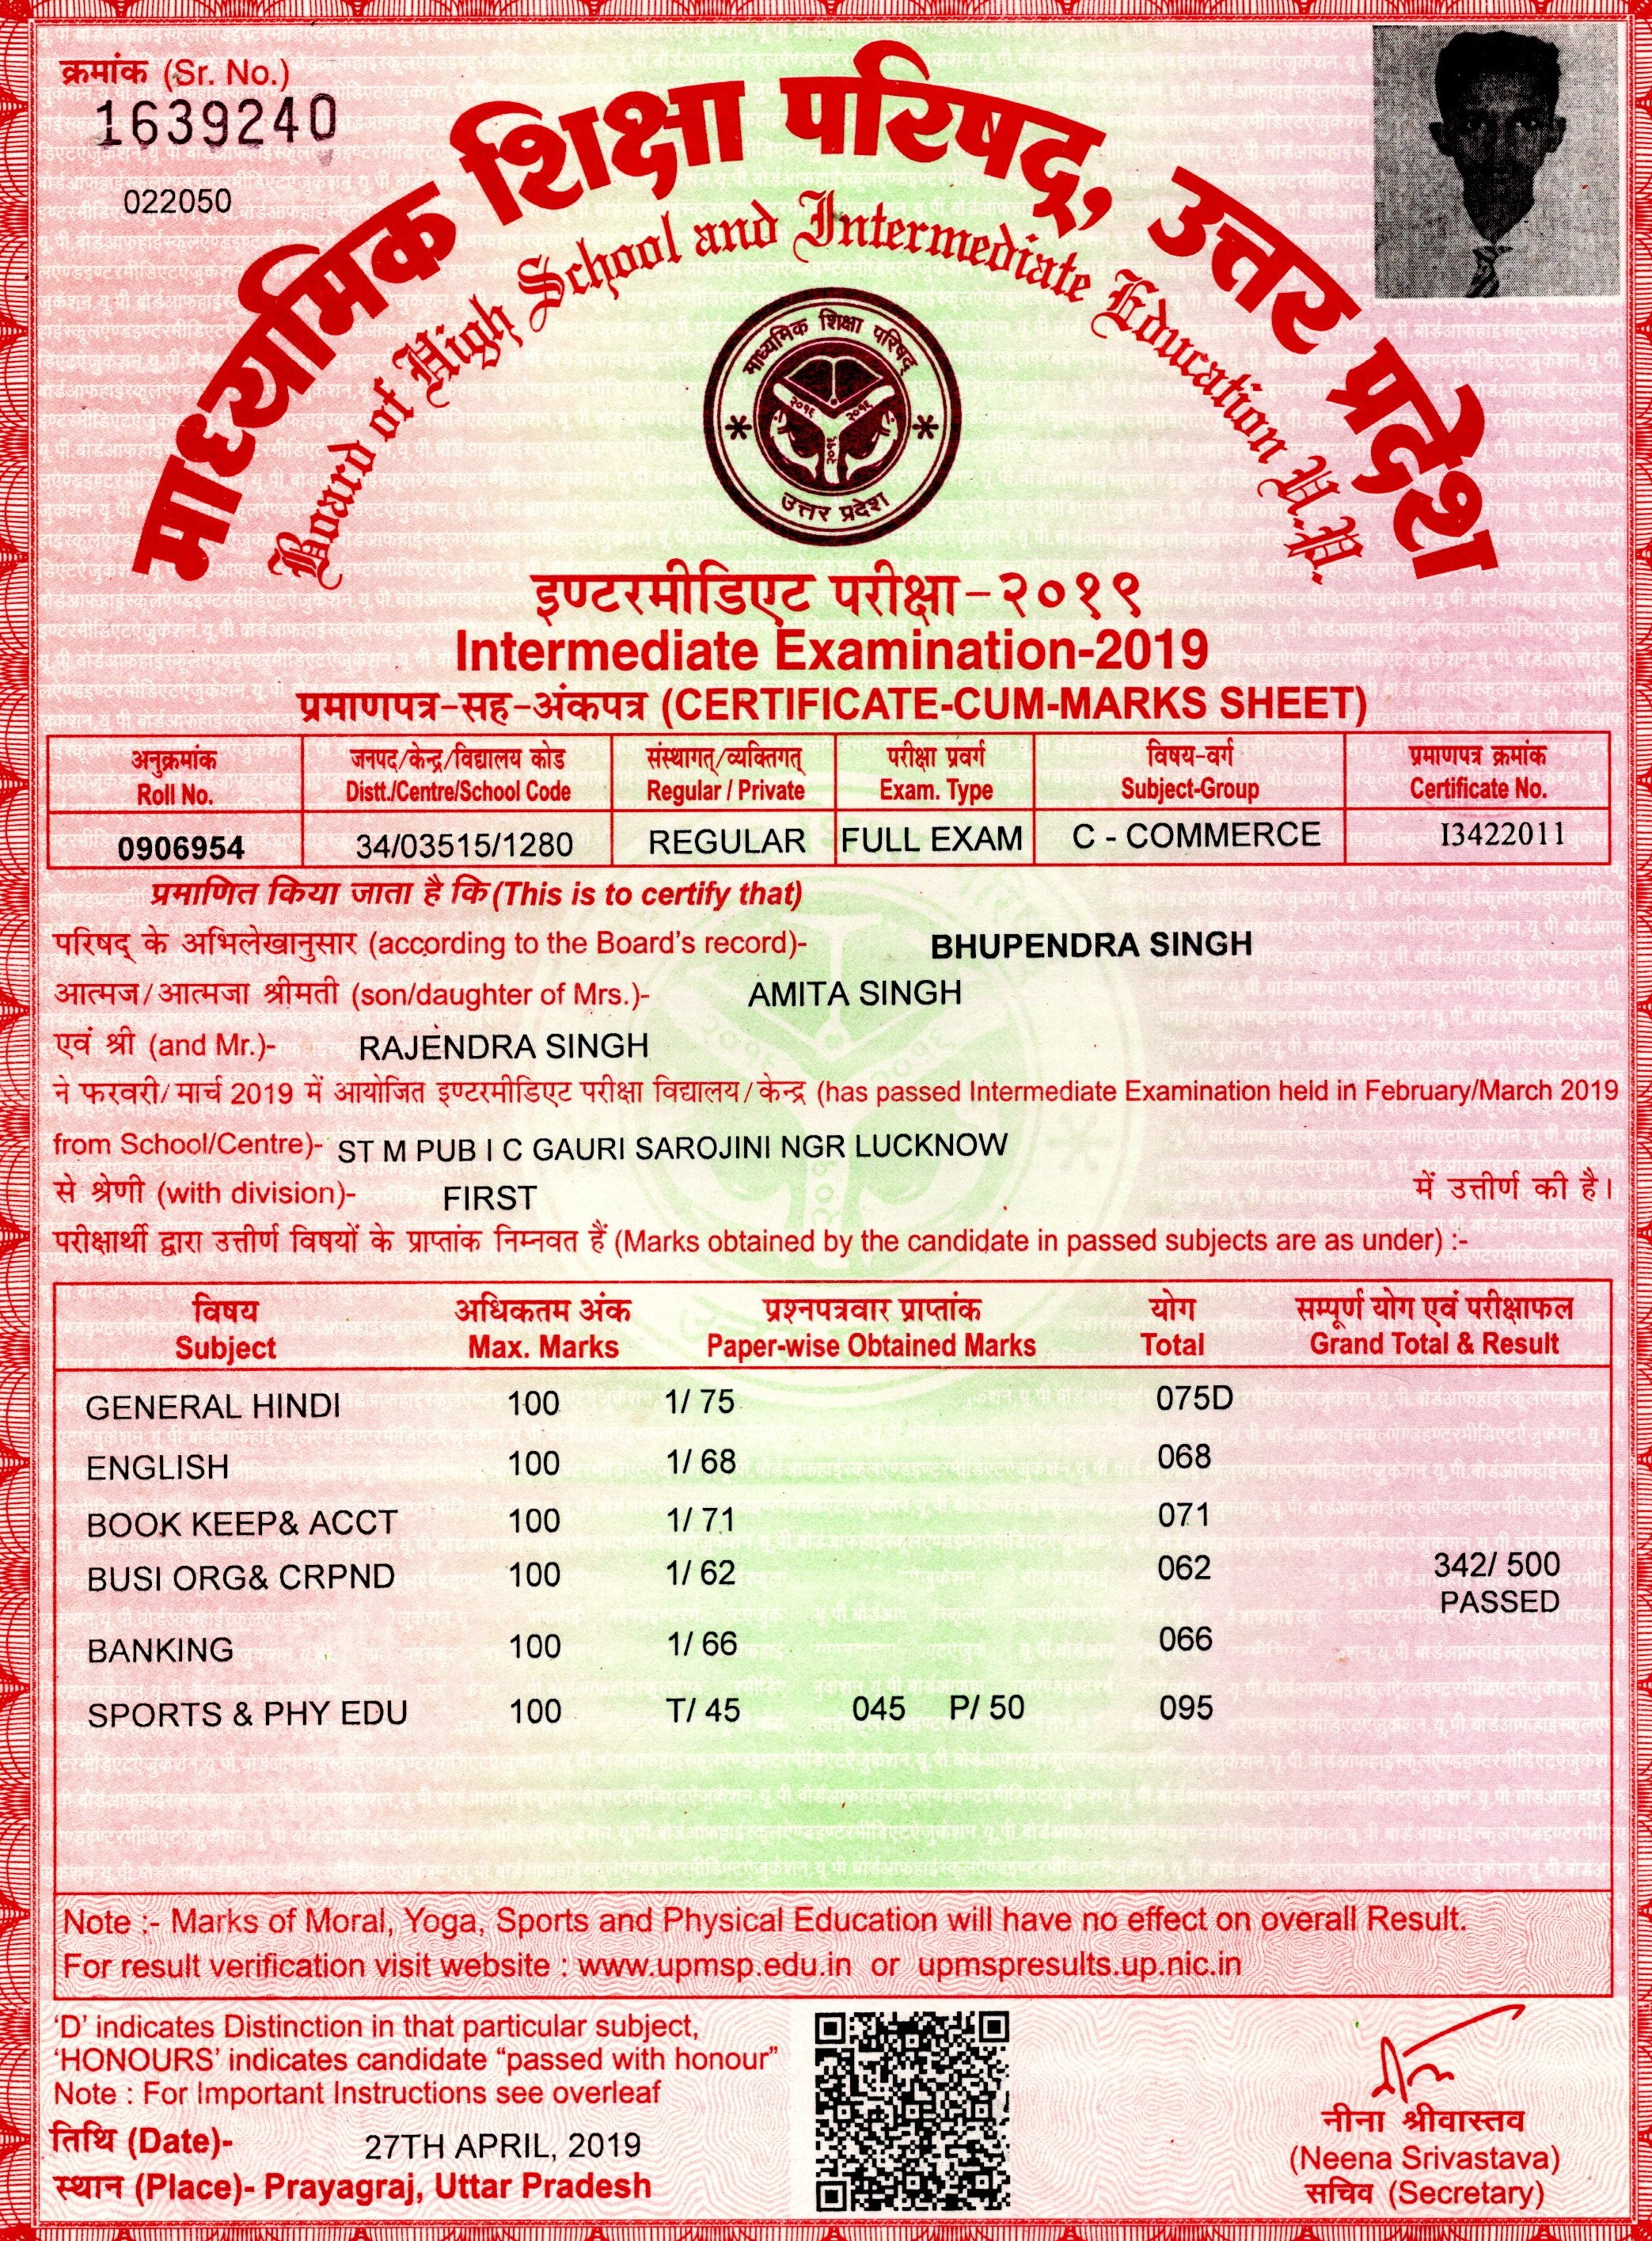 क्रमांक (Sr. No.)
1639240
022050
माध्यमिक शिक्षा परिषद्, उत्तर प्रदेश
Board of High School and Intermediate Education U.P.
माध्यमिक शिक्षा परिषद्
२०१६ २०१६
२०१६
उत्तर प्रदेश
इण्टरमीडिएट परीक्षा-२०१९
Intermediate Examination-2019
प्रमाणपत्र-सह-अंकपत्र (CERTIFICATE-CUM-MARKS SHEET)
अनुक्रमांक जनपद/केन्द्र/विद्यालय कोड संस्थागत्/व्यक्तिगत् परीक्षा प्रवर्ग विषय-वर्ग प्रमाणपत्र क्रमांक
Roll No. Distt./Centre/School Code Regular / Private Exam. Type Subject-Group Certificate No.
0906954 34/03515/1280 REGULAR FULL EXAM C - COMMERCE I3422011
प्रमाणित किया जाता है कि (This is to certify that)
परिषद् के अभिलेखानुसार (according to the Board's record)- BHUPENDRA SINGH
आत्मज/आत्मजा श्रीमती (son/daughter of Mrs.)- AMITA SINGH
एवं श्री (and Mr.)- RAJENDRA SINGH
ने फरवरी/ मार्च 2019 में आयोजित इण्टरमीडिएट परीक्षा विद्यालय/केन्द्र (has passed Intermediate Examination held in February/March 2019
from School/Centre)- ST M PUB I C GAURI SAROJINI NGR LUCKNOW
से श्रेणी (with division)- FIRST में उत्तीर्ण की है।
परीक्षार्थी द्वारा उत्तीर्ण विषयों के प्राप्तांक निम्नवत हैं (Marks obtained by the candidate in passed subjects are as under) :-
विषय अधिकतम अंक प्रश्नपत्रवार प्राप्तांक योग सम्पूर्ण योग एवं परीक्षाफल
Subject Max. Marks Paper-wise Obtained Marks Total Grand Total & Result
GENERAL HINDI 100 1/ 75 075D
ENGLISH 100 1/ 68 068
BOOK KEEP& ACCT 100 1/ 71 071
BUSI ORG& CRPND 100 1/ 62 062 342/ 500
PASSED
BANKING 100 1/ 66 066
SPORTS & PHY EDU 100 T/ 45 045 P/ 50 095
Note :- Marks of Moral, Yoga, Sports and Physical Education will have no effect on overall Result.
For result verification visit website : www.upmsp.edu.in or upmspresults.up.nic.in
'D' indicates Distinction in that particular subject,
'HONOURS' indicates candidate "passed with honour"
Note : For Important Instructions see overleaf
तिथि (Date)- 27TH APRIL, 2019
स्थान (Place)- Prayagraj, Uttar Pradesh
नीना श्रीवास्तव
(Neena Srivastava)
सचिव (Secretary)